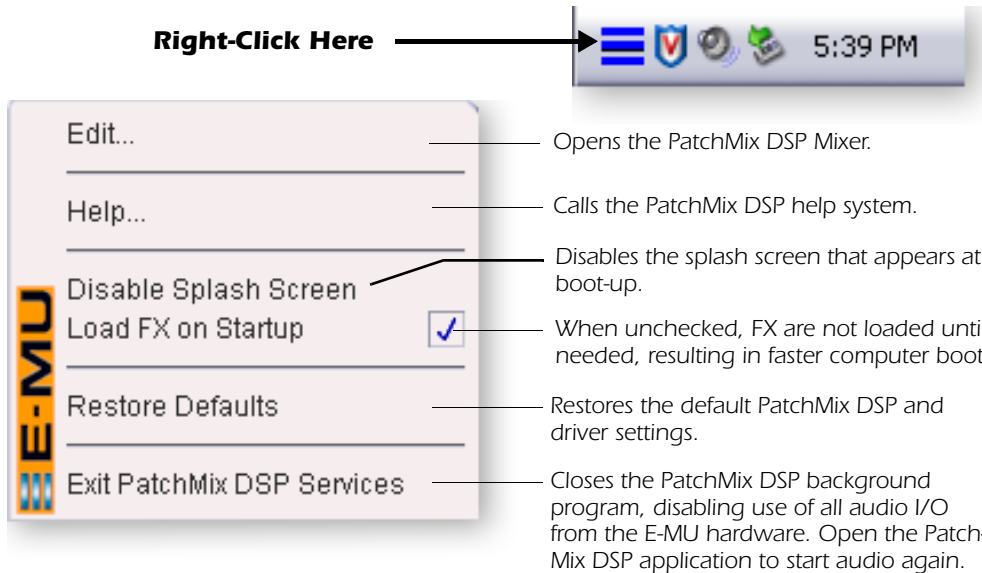 Right-Click Here
5:39 PM
Edit...
Opens the PatchMix DSP Mixer.
Help...
Calls the PatchMix DSP help system.
Disable Splash Screen
Disables the splash screen that appears at
boot-up.
Load FX on Startup
When unchecked, FX are not loaded unti
needed, resulting in faster computer boot
Restore Defaults
Restores the default PatchMix DSP and
driver settings.
Exit PatchMix DSP Services
Closes the PatchMix DSP background
program, disabling use of all audio I/O
from the E-MU hardware. Open the Patch-
Mix DSP application to start audio again.
E-MU